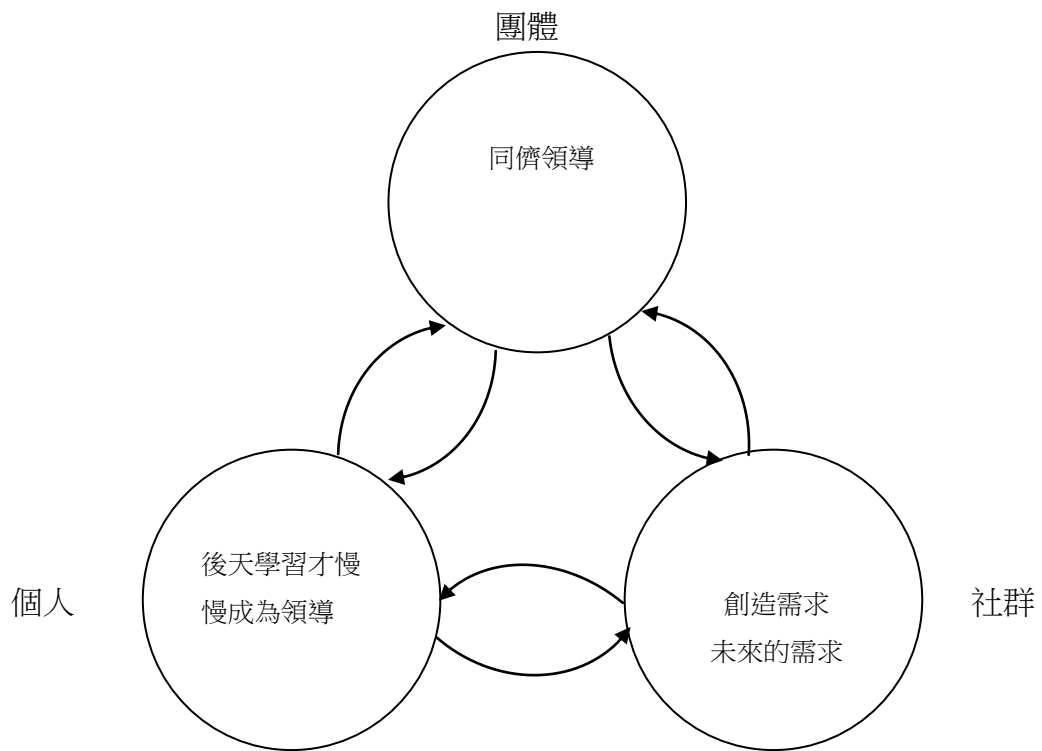 團體
同儕領導
個人
後天學習才慢
慢成為領導
創造需求
未來的需求
社群